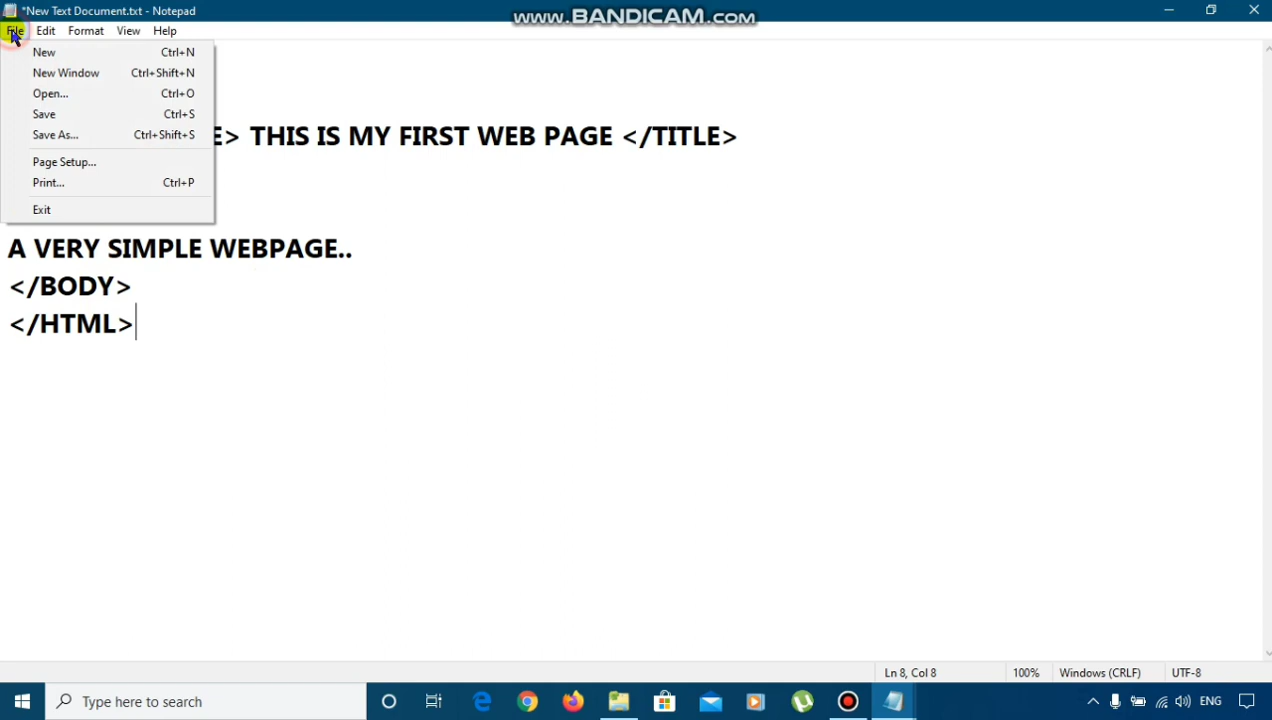 *New Text Document.txt - Notepad
www.BANDICAM.com
File Edit Format View Help
New Ctrl+N
New Window Ctrl+Shift+N
Open... Ctrl+O
Save Ctrl+S
Save As... Ctrl+Shift+S
E> THIS IS MY FIRST WEB PAGE </TITLE>
Page Setup...
Print... Ctrl+P
Exit
A VERY SIMPLE WEBPAGE..
</BODY>
</HTML>
Ln 8, Col 8 100% Windows (CRLF) UTF-8
Type here to search
ENG